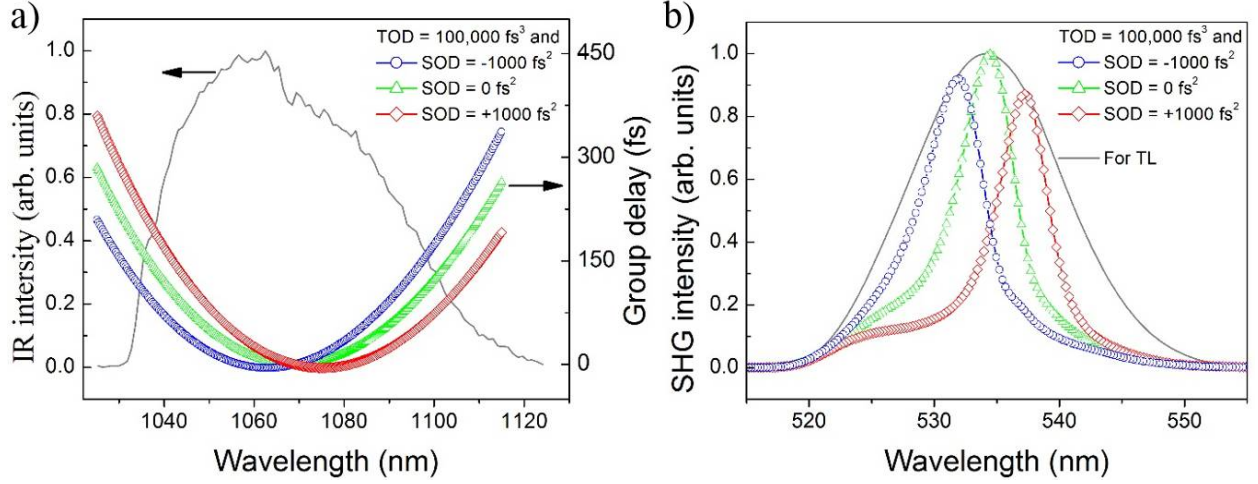 a)
TOD = 100,000 fs³ and
SOD = -1000 fs²
SOD = 0 fs²
SOD = +1000 fs²
1.0
0.8
0.6
0.4
0.2
0.0
IR intersity (arb. units)
450
300
150
0
Group delay (fs)
1040
1060
1080
1100
1120
Wavelength (nm)
b)
TOD = 100,000 fs³ and
SOD = -1000 fs²
SOD = 0 fs²
SOD = +1000 fs²
For TL
1.0
0.8
0.6
0.4
0.2
0.0
SHG intensity (arb. units)
520
530
540
550
Wavelength (nm)